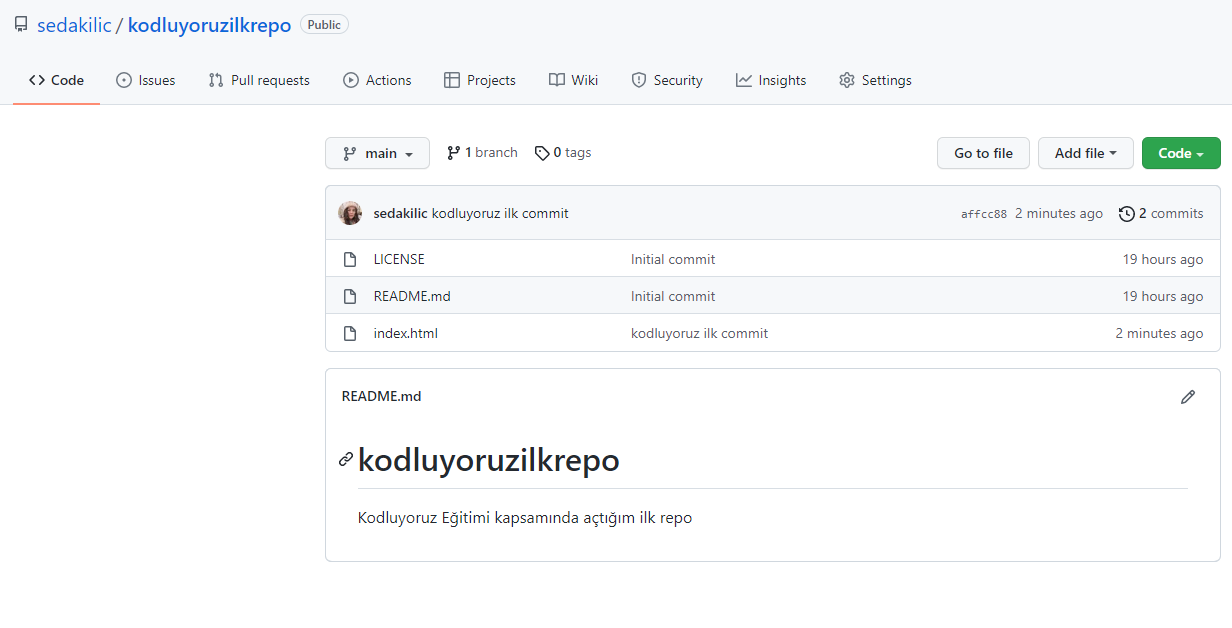 sedakilic / kodluyoruzilkrepo Public
Code Issues Pull requests Actions Projects Wiki Security Insights Settings
main 1 branch 0 tags Go to file Add file Code
sedakilic kodluyoruz ilk commit affcc88 2 minutes ago 2 commits
LICENSE Initial commit 19 hours ago
README.md Initial commit 19 hours ago
index.html kodluyoruz ilk commit 2 minutes ago
README.md
kodluyoruzilkrepo
Kodluyoruz Eğitimi kapsamında açtığım ilk repo